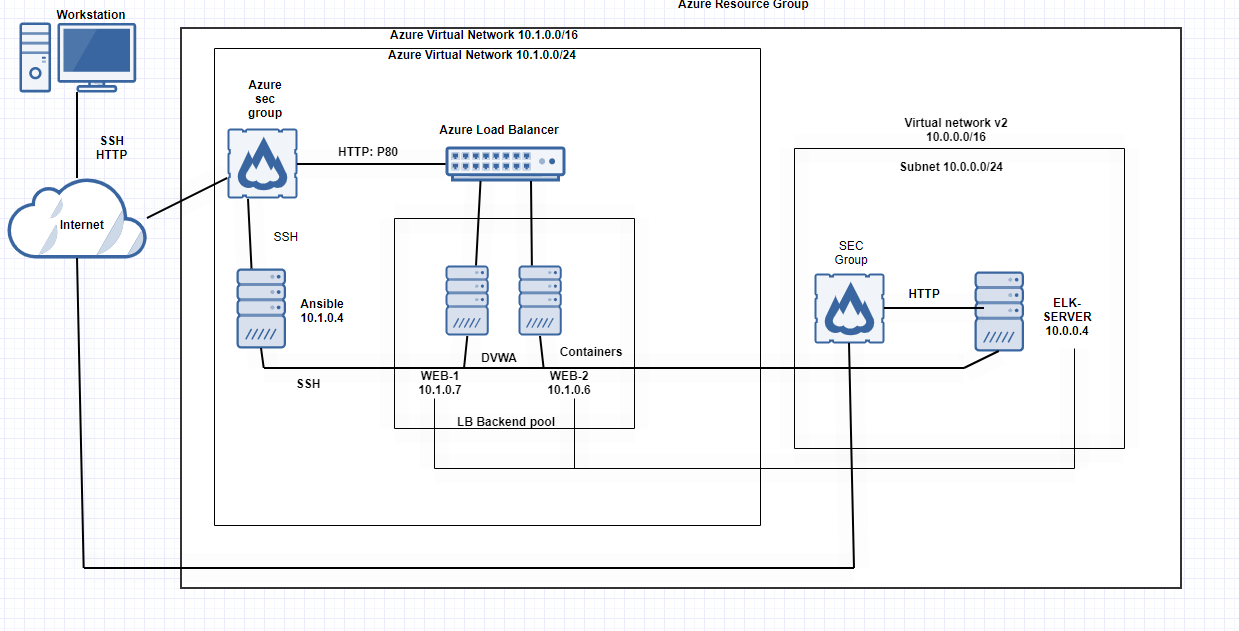 Azure Resource Group
Workstation
Azure Virtual Network 10.1.0.0/16
Azure Virtual Network 10.1.0.0/24
Azure
sec
group
Azure Load Balancer
Virtual network v2
10.0.0.0/16
SSH
HTTP
HTTP: P80
Subnet 10.0.0.0/24
Internet
SSH
SEC
Group
Ansible
10.1.0.4
HTTP
ELK-
SERVER
10.0.0.4
DVWA
Containers
SSH
WEB-1
10.1.0.7
WEB-2
10.1.0.6
LB Backend pool